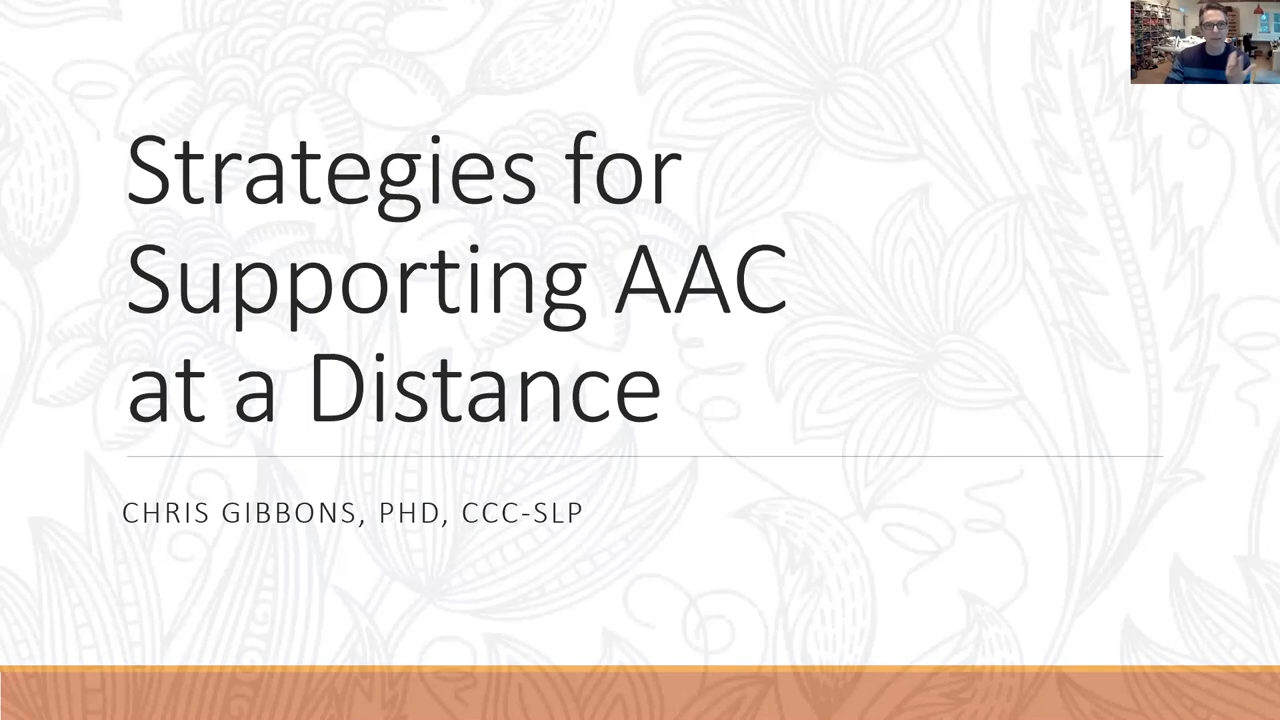 Strategies for
Supporting AAC
at a Distance
CHRIS GIBBONS, PHD, CCC-SLP